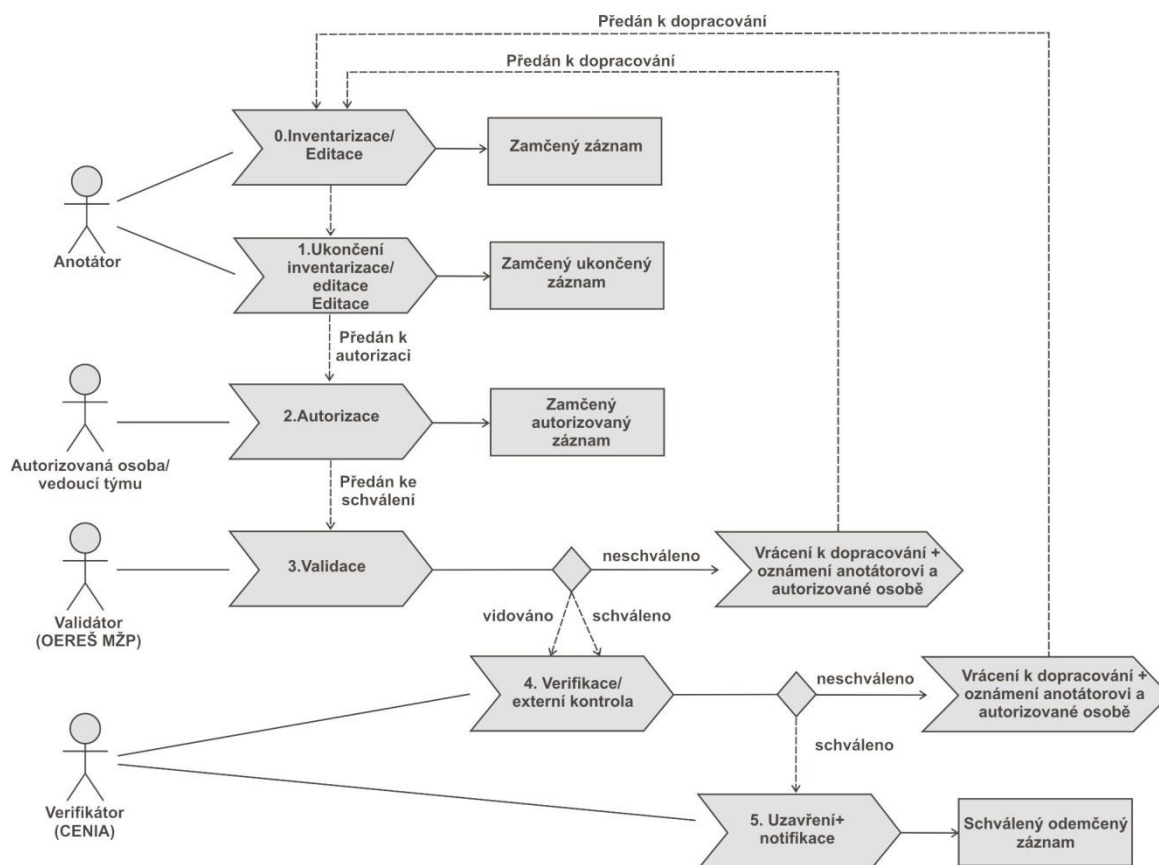 Předán k dopracování
Předán k dopracování
0.Inventarizace/
Editace
Zamčený záznam
Anotátor
1.Ukončení
inventarizace/
editace
Editace
Zamčený ukončený
záznam
Předán k
autorizaci
2.Autorizace
Zamčený
autorizovaný
záznam
Autorizovaná osoba/
vedoucí týmu
Předán ke
schválení
3.Validace
neschváleno
Vrácení k dopracování +
oznámení anotátorovi a
autorizované osobě
Validátor
(OEREŠ MŽP)
vidováno
schváleno
4. Verifikace/
externí kontrola
neschváleno
Vrácení k dopracování +
oznámení anotátorovi a
autorizované osobě
schváleno
Verifikátor
(CENIA)
5. Uzavření+
notifikace
Schválený odemčený
záznam